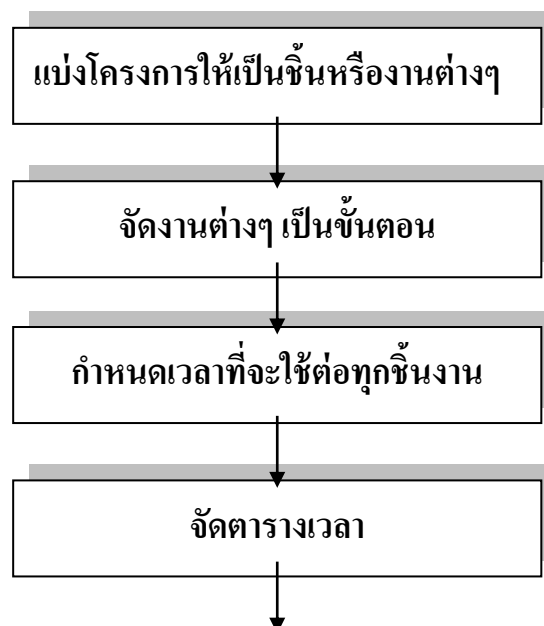 แบ่งโครงการให้เป็นชิ้นหรืองานต่างๆ
จัดงานต่างๆ เป็นขั้นตอน
กำหนดเวลาที่จะใช้ต่อทุกชิ้นงาน
จัดตารางเวลา